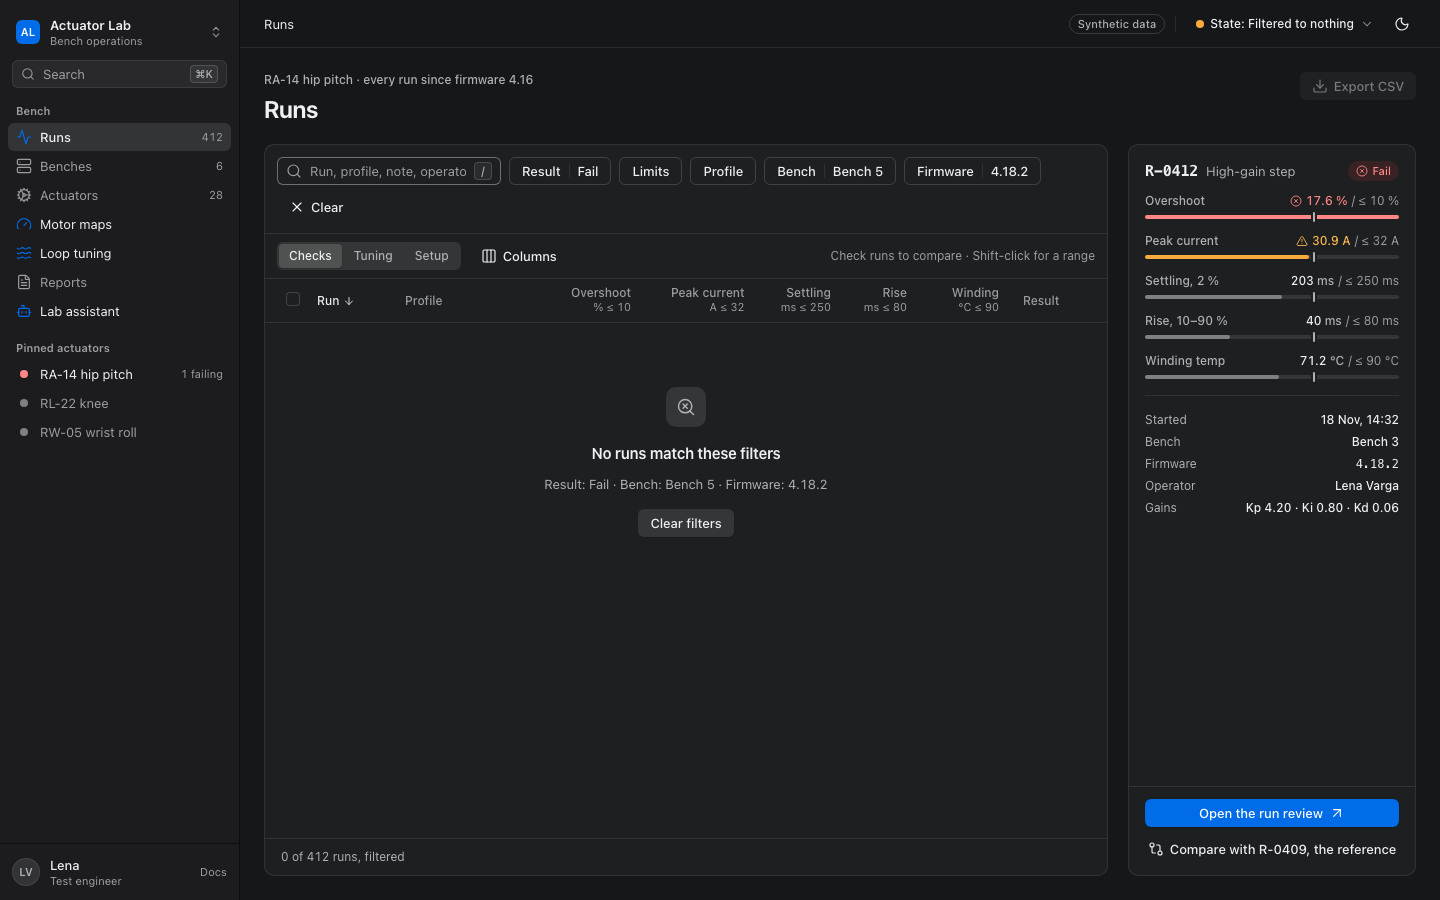 AL
Actuator Lab
Bench operations
Search
⌘K
Bench
Runs
412
Benches
6
Actuators
28
Motor maps
Loop tuning
Reports
Lab assistant
Pinned actuators
RA-14 hip pitch
1 failing
RL-22 knee
RW-05 wrist roll
LV
Lena
Test engineer
Docs
Runs
Synthetic data
State: Filtered to nothing
RA-14 hip pitch · every run since firmware 4.16
Runs
Export CSV
Run, profile, note, operato
/
Result Fail
Limits
Profile
Bench Bench 5
Firmware 4.18.2
Clear
Checks
Tuning
Setup
Columns
Check runs to compare · Shift-click for a range
Run ↓
Profile
Overshoot
% ≤ 10
Peak current
A ≤ 32
Settling
ms ≤ 250
Rise
ms ≤ 80
Winding
°C ≤ 90
Result
No runs match these filters
Result: Fail · Bench: Bench 5 · Firmware: 4.18.2
Clear filters
0 of 412 runs, filtered
R-0412 High-gain step
Fail
Overshoot 17.6 % / ≤ 10 %
Peak current 30.9 A / ≤ 32 A
Settling, 2 % 203 ms / ≤ 250 ms
Rise, 10–90 % 40 ms / ≤ 80 ms
Winding temp 71.2 °C / ≤ 90 °C
Started 18 Nov, 14:32
Bench Bench 3
Firmware 4.18.2
Operator Lena Varga
Gains Kp 4.20 · Ki 0.80 · Kd 0.06
Open the run review
Compare with R-0409, the reference